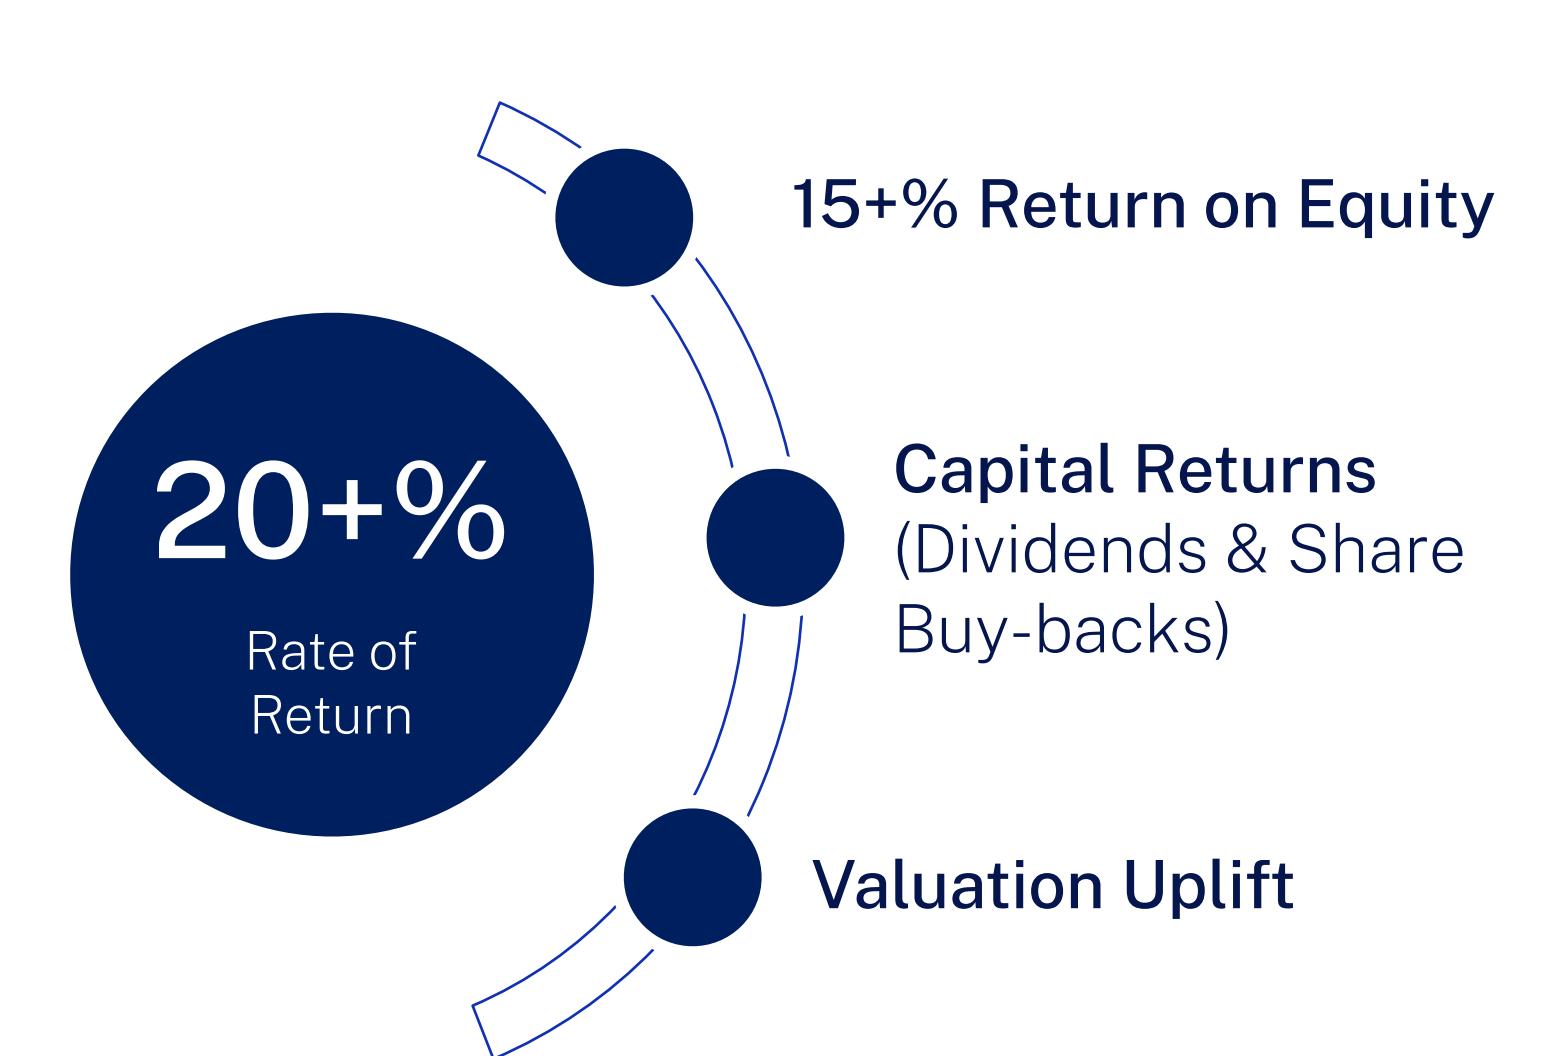 20+%
Rate of
Return
15+% Return on Equity
Capital Returns
(Dividends & Share
Buy-backs)
Valuation Uplift